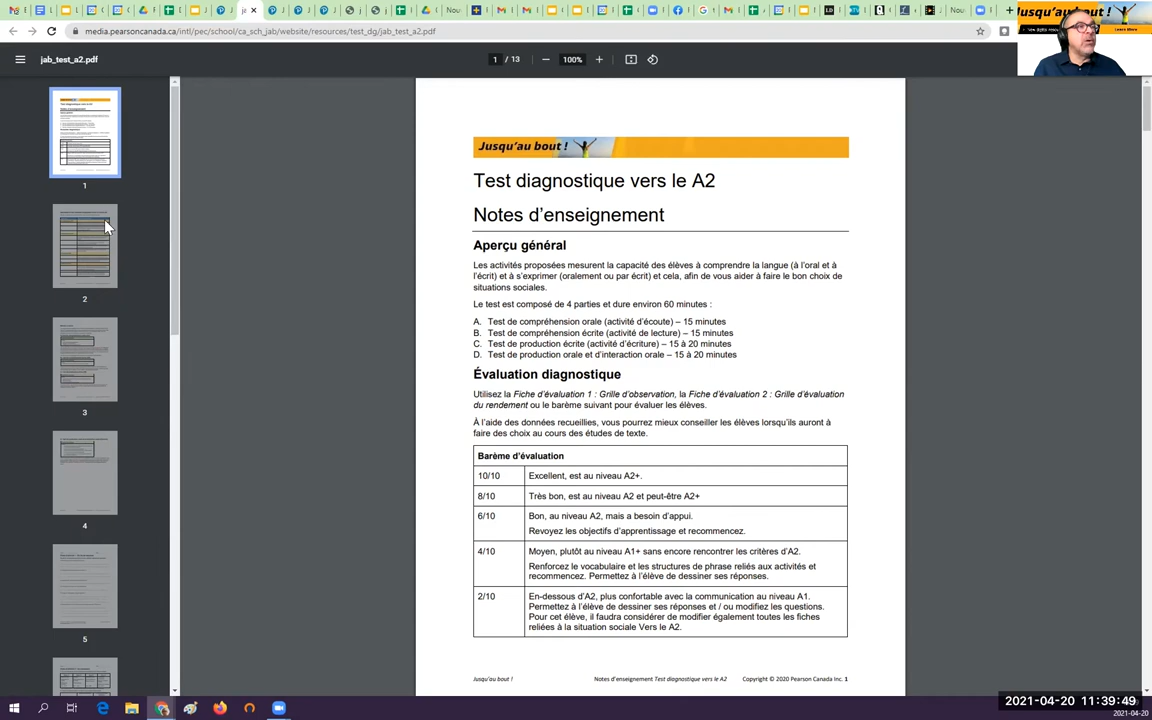 media.pearsoncanada.ca/intl/pec/school/ca_sch_jab/website/resources/test_dg/jab_test_a2.pdf
Jusqu'au bout !
jab_test_a2.pdf
1 / 13
100%
1
2
3
4
5
Jusqu'au bout !
Test diagnostique vers le A2
Notes d'enseignement
Aperçu général
Les activités proposées mesurent la capacité des élèves à comprendre la langue (à l'oral et à
l'écrit) et à s'exprimer (oralement ou par écrit) et cela, afin de vous aider à faire le bon choix de
situations sociales.
Le test est composé de 4 parties et dure environ 60 minutes :
A. Test de compréhension orale (activité d'écoute) – 15 minutes
B. Test de compréhension écrite (activité de lecture) – 15 minutes
C. Test de production écrite (activité d'écriture) – 15 à 20 minutes
D. Test de production orale et d'interaction orale – 15 à 20 minutes
Évaluation diagnostique
Utilisez la Fiche d'évaluation 1 : Grille d'observation, la Fiche d'évaluation 2 : Grille d'évaluation
du rendement ou le barème suivant pour évaluer les élèves.
À l'aide des données recueillies, vous pourrez mieux conseiller les élèves lorsqu'ils auront à
faire des choix au cours des études de texte.
Barème d'évaluation
10/10 Excellent, est au niveau A2+.
8/10 Très bon, est au niveau A2 et peut-être A2+
6/10 Bon, au niveau A2, mais a besoin d'appui.
Revoyez les objectifs d'apprentissage et recommencez.
4/10 Moyen, plutôt au niveau A1+ sans encore rencontrer les critères d'A2.
Renforcez le vocabulaire et les structures de phrase reliés aux activités et
recommencez. Permettez à l'élève de dessiner ses réponses.
2/10 En-dessous d'A2, plus confortable avec la communication au niveau A1.
Permettez à l'élève de dessiner ses réponses et / ou modifiez les questions.
Pour cet élève, il faudra considérer de modifier également toutes les fiches
reliées à la situation sociale Vers le A2.
Jusqu'au bout ! Notes d'enseignement Test diagnostique vers le A2 Copyright © 2020 Pearson Canada Inc. 1
2021-04-20 11:39:49
2021-04-20